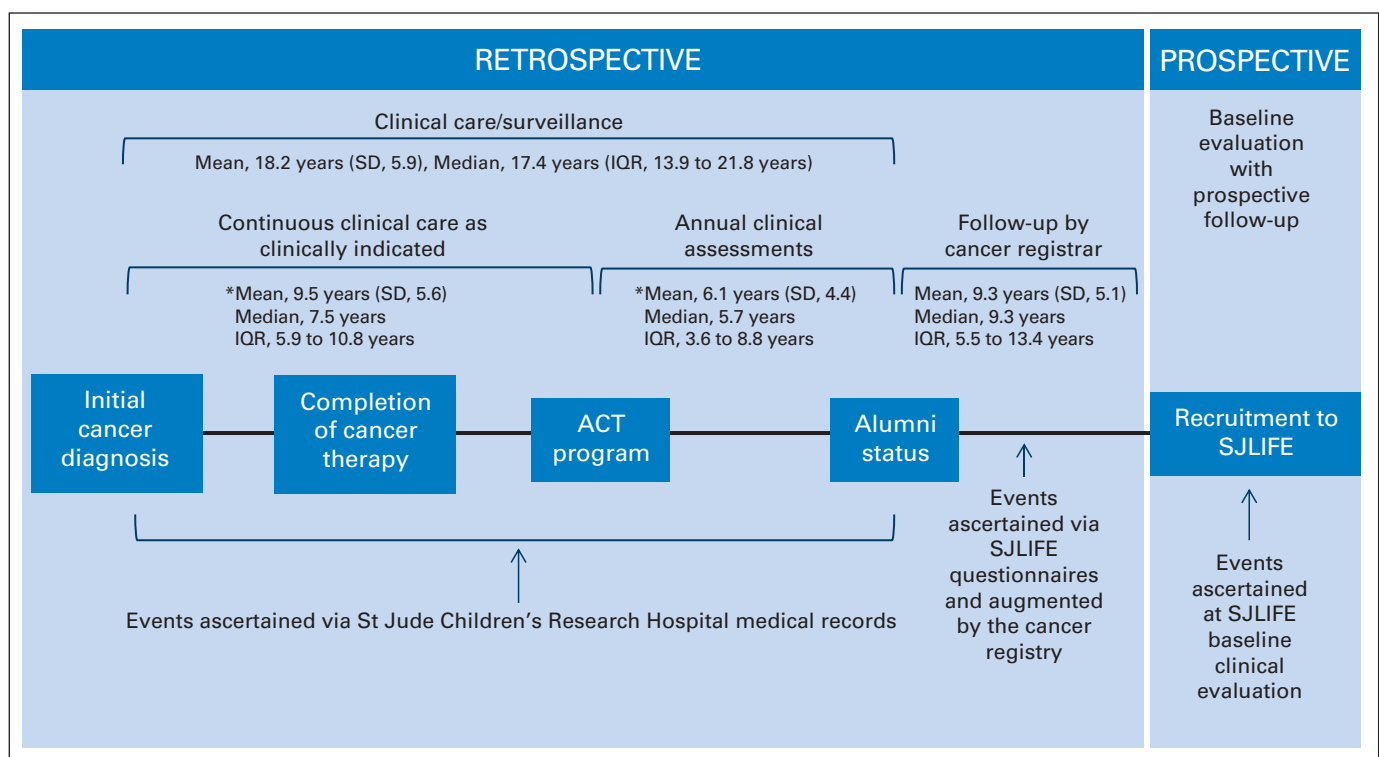 RETROSPECTIVE
PROSPECTIVE
Clinical care/surveillance
Mean, 18.2 years (SD, 5.9), Median, 17.4 years (IQR, 13.9 to 21.8 years)
Baseline
evaluation
with
prospective
follow-up
Continuous clinical care as
clinically indicated
*Mean, 9.5 years (SD, 5.6)
Median, 7.5 years
IQR, 5.9 to 10.8 years
Annual clinical
assessments
*Mean, 6.1 years (SD, 4.4)
Median, 5.7 years
IQR, 3.6 to 8.8 years
Follow-up by
cancer registrar
Mean, 9.3 years (SD, 5.1)
Median, 9.3 years
IQR, 5.5 to 13.4 years
Initial
cancer
diagnosis
Completion
of cancer
therapy
ACT
program
Alumni
status
Recruitment to
SJLIFE
Events ascertained via St Jude Children's Research Hospital medical records
Events
ascertained via
SJLIFE
questionnaires
and augmented
by the cancer
registry
Events
ascertained
at SJLIFE
baseline
clinical
evaluation